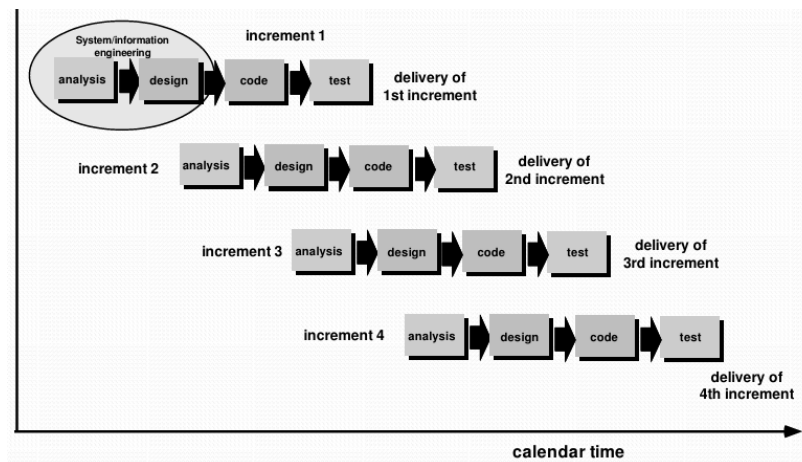 System/information
engineering
increment 1
analysis
design
code
test
delivery of
1st increment
increment 2
analysis
design
code
test
delivery of
2nd increment
increment 3
analysis
design
code
test
delivery of
3rd increment
increment 4
analysis
design
code
test
delivery of
4th increment
calendar time